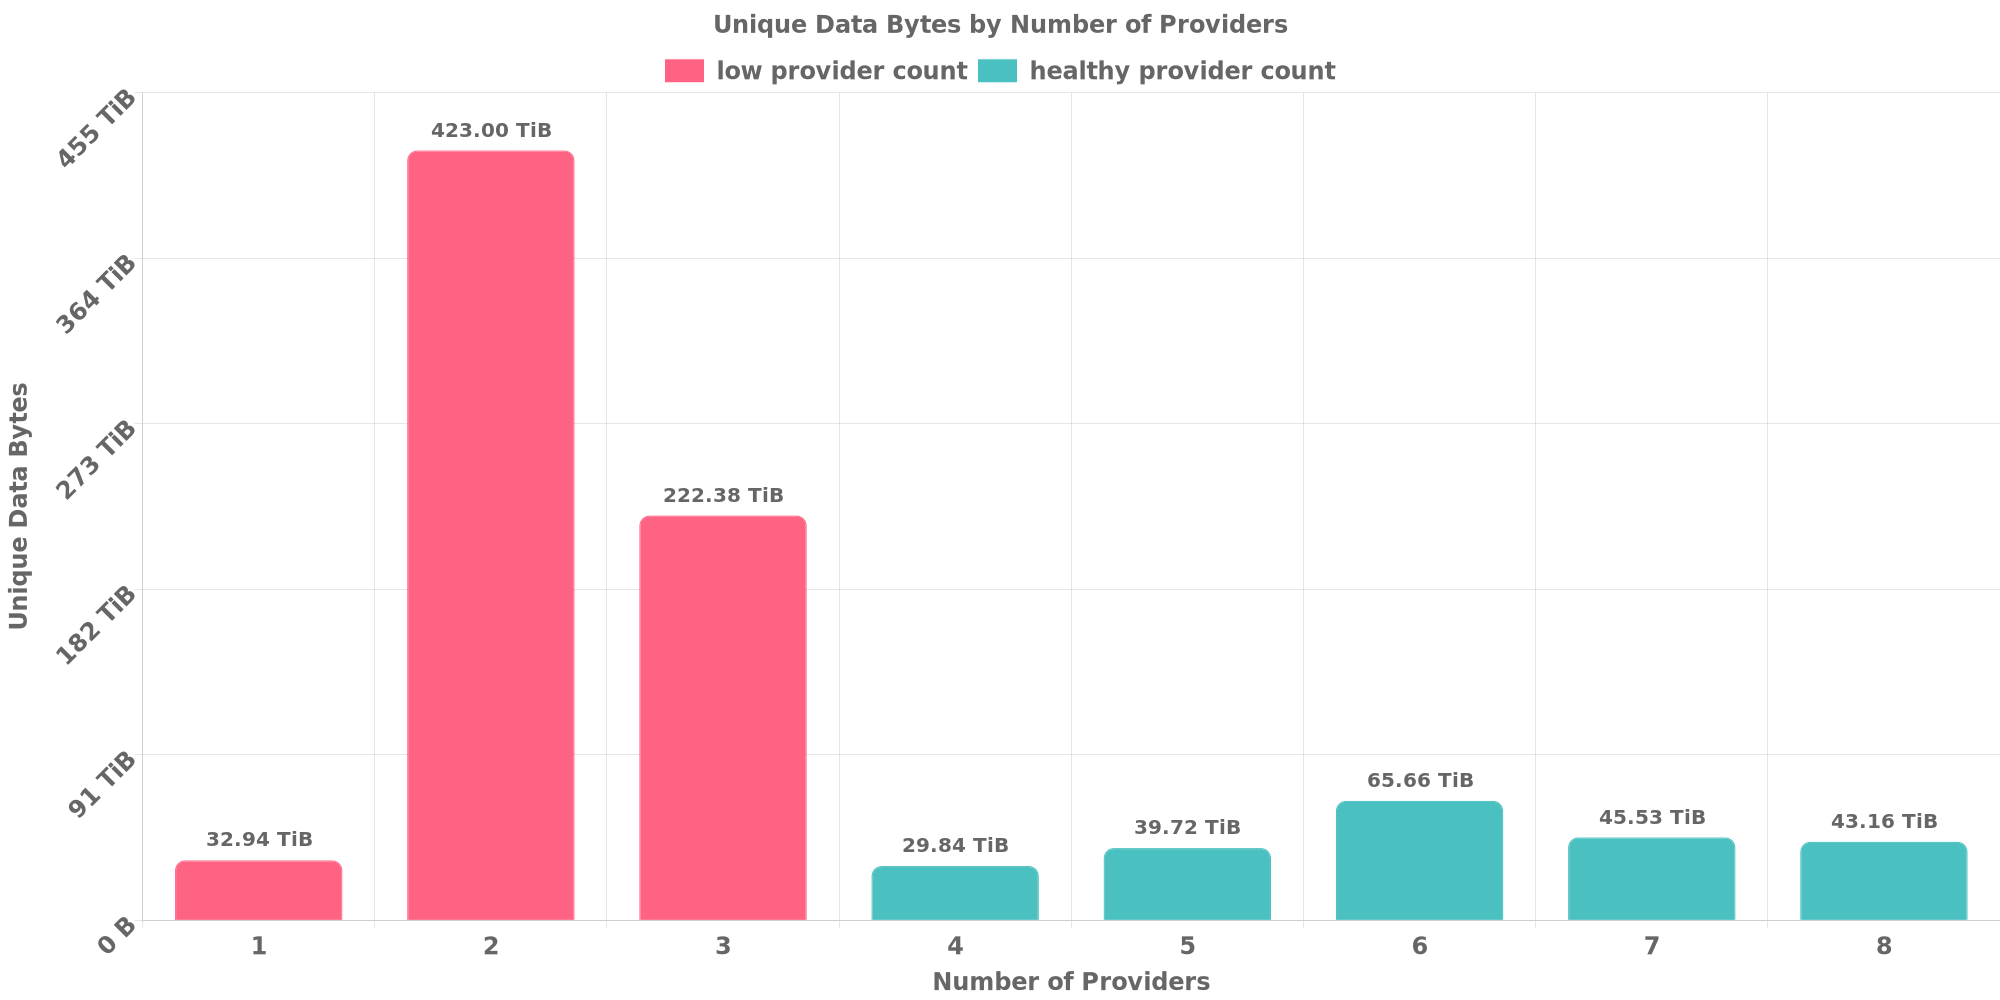 Unique Data Bytes by Number of Providers
low provider count healthy provider count
455 TiB
364 TiB
273 TiB
182 TiB
91 TiB
0 B
Unique Data Bytes
32.94 TiB
423.00 TiB
222.38 TiB
29.84 TiB
39.72 TiB
65.66 TiB
45.53 TiB
43.16 TiB
1 2 3 4 5 6 7 8
Number of Providers